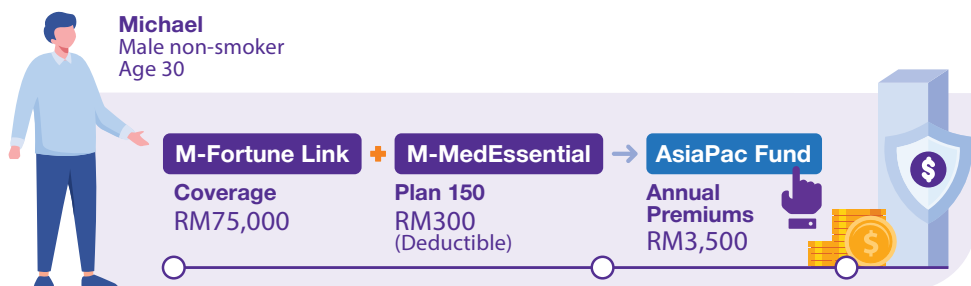 Michael
Male non-smoker
Age 30
M-Fortune Link
+
M-MedEssential
→
AsiaPac Fund
Coverage
RM75,000
Plan 150
RM300
(Deductible)
Annual
Premiums
RM3,500
$
$